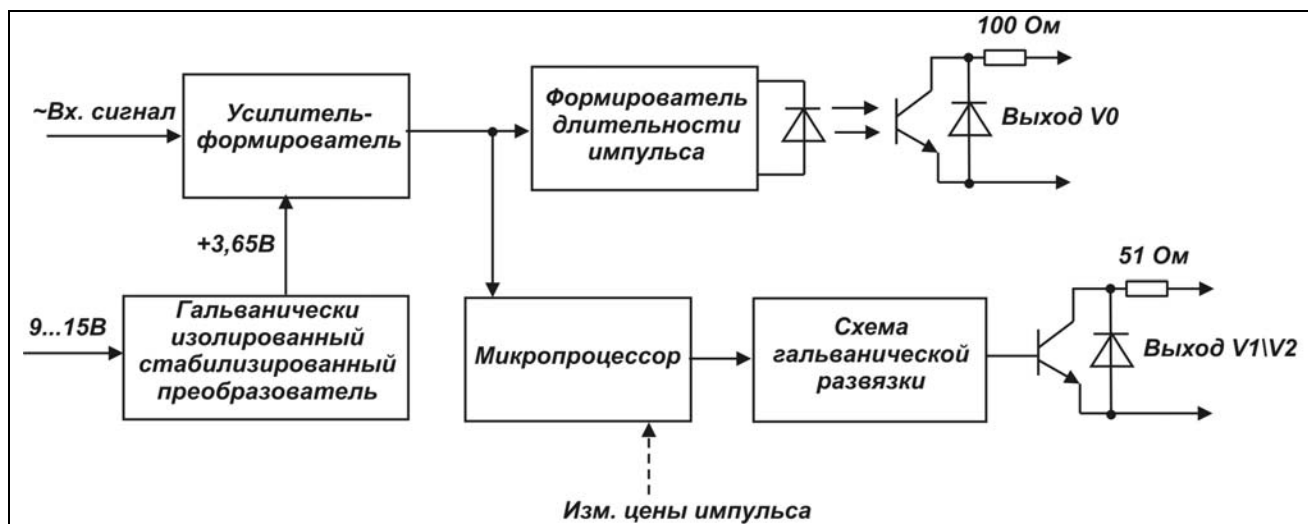 100 Ом
~Вх. сигнал
Усилитель-
формирователь
Формирователь
длительности
импульса
Выход V0
+3,65В
51 Ом
9...15В
Гальванически
изолированный
стабилизированный
преобразователь
Микропроцессор
Схема
гальванической
развязки
Выход V1\V2
Изм. цены импульса